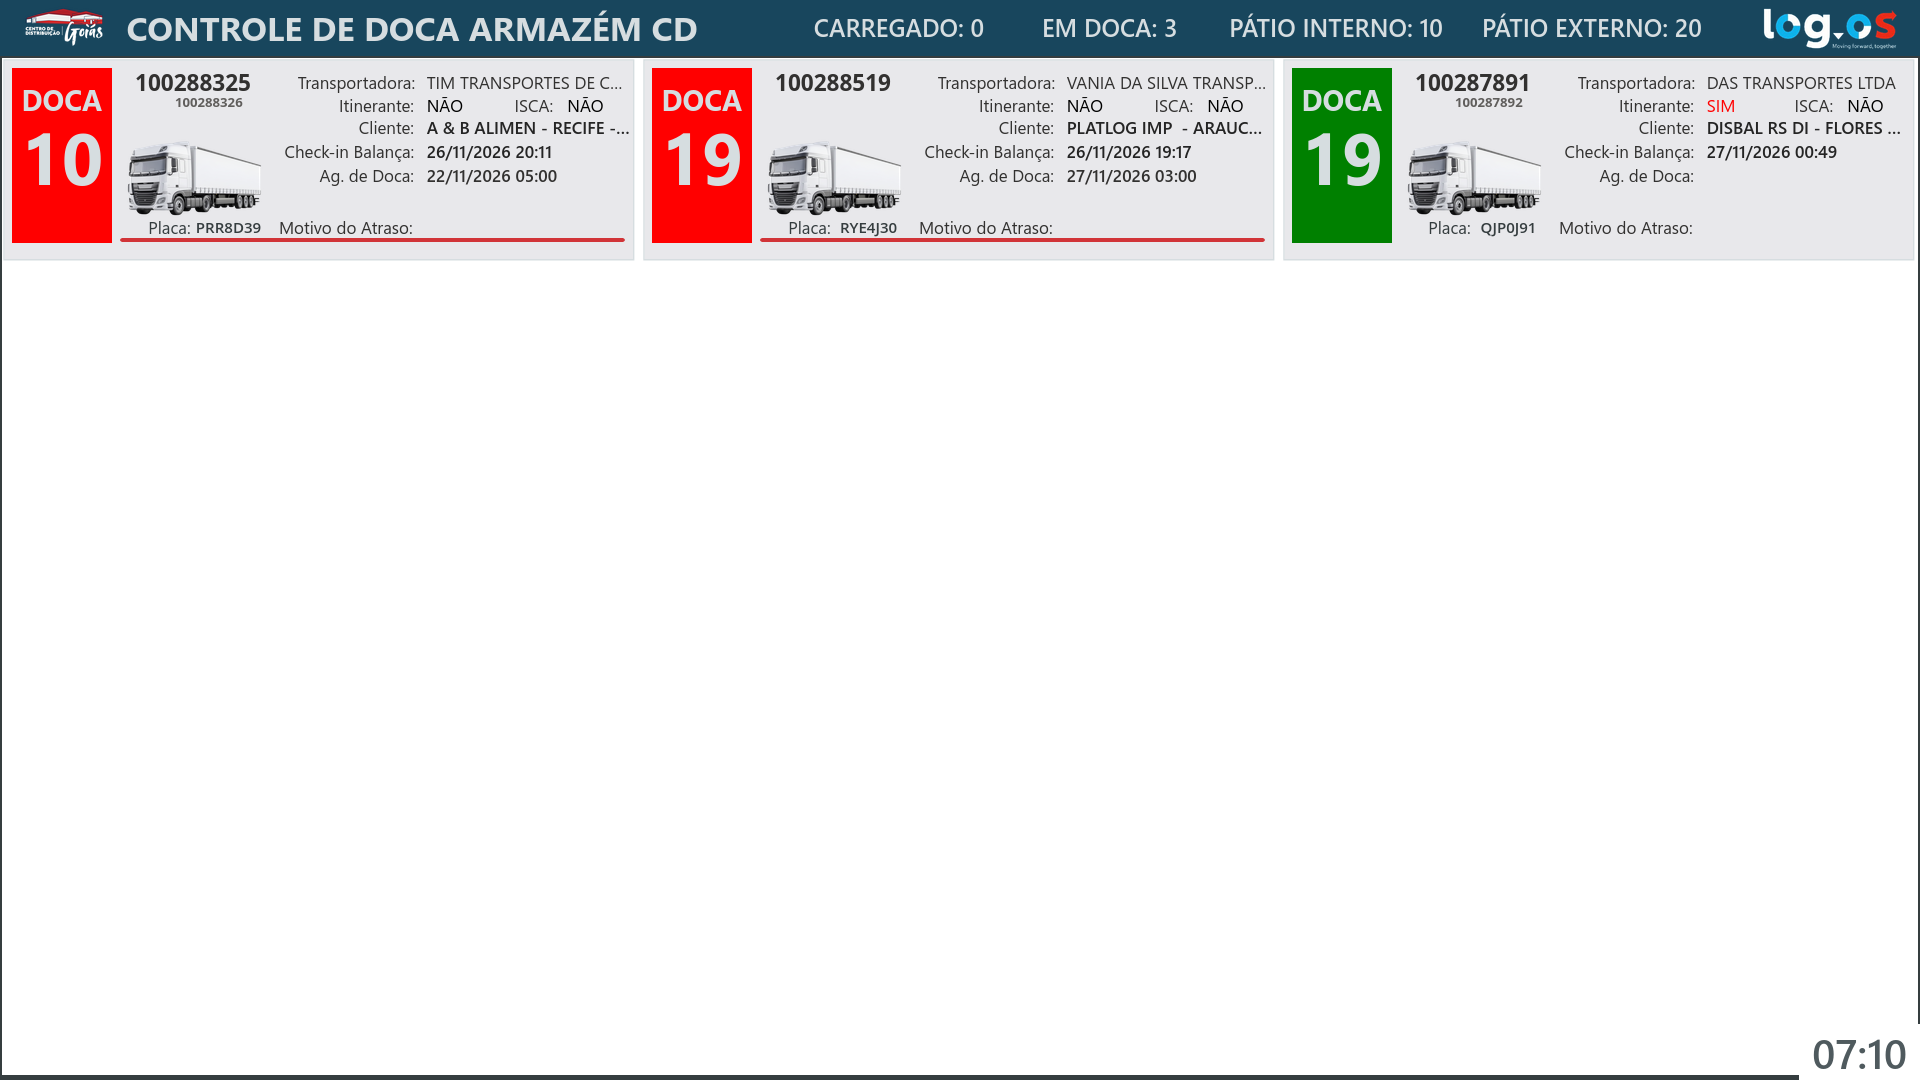 CENTRO DE DISTRIBUIÇÃO Goiás
CONTROLE DE DOCA ARMAZÉM CD
CARREGADO: 0
EM DOCA: 3
PÁTIO INTERNO: 10
PÁTIO EXTERNO: 20
log.os
Moving forward, together
DOCA
10
100288325
100288326
Transportadora: TIM TRANSPORTES DE C...
Itinerante: NÃO ISCA: NÃO
Cliente: A & B ALIMEN - RECIFE -...
Check-in Balança: 26/11/2026 20:11
Ag. de Doca: 22/11/2026 05:00
Placa: PRR8D39 Motivo do Atraso:
DOCA
19
100288519
Transportadora: VANIA DA SILVA TRANSP...
Itinerante: NÃO ISCA: NÃO
Cliente: PLATLOG IMP - ARAUC...
Check-in Balança: 26/11/2026 19:17
Ag. de Doca: 27/11/2026 03:00
Placa: RYE4J30 Motivo do Atraso:
DOCA
19
100287891
100287892
Transportadora: DAS TRANSPORTES LTDA
Itinerante: SIM ISCA: NÃO
Cliente: DISBAL RS DI - FLORES ...
Check-in Balança: 27/11/2026 00:49
Ag. de Doca:
Placa: QJP0J91 Motivo do Atraso:
07:10